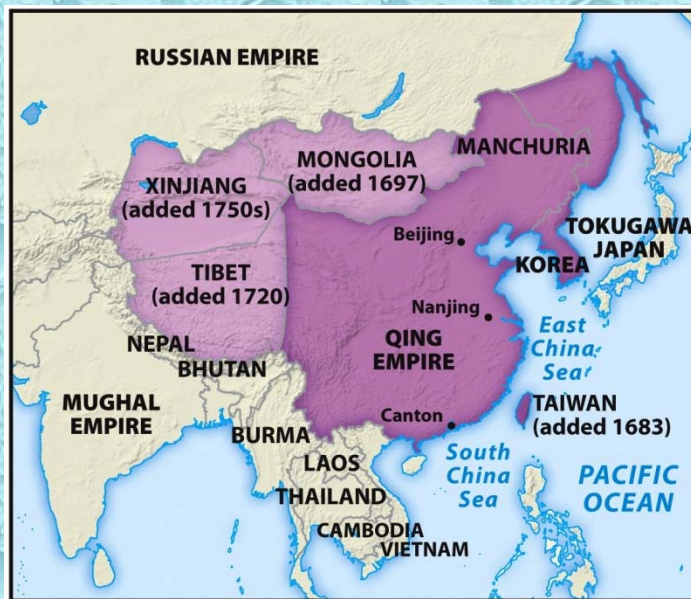 RUSSIAN EMPIRE
MONGOLIA
(added 1697)
MANCHURIA
XINJIANG
(added 1750s)
Beijing
TOKUGAWA
JAPAN
KOREA
TIBET
(added 1720)
Nanjing
East
China
Sea
QING
EMPIRE
NEPAL
BHUTAN
MUGHAL
EMPIRE
Canton
TAIWAN
(added 1683)
BURMA
LAOS
South
China
Sea
PACIFIC
OCEAN
THAILAND
CAMBODIA
VIETNAM